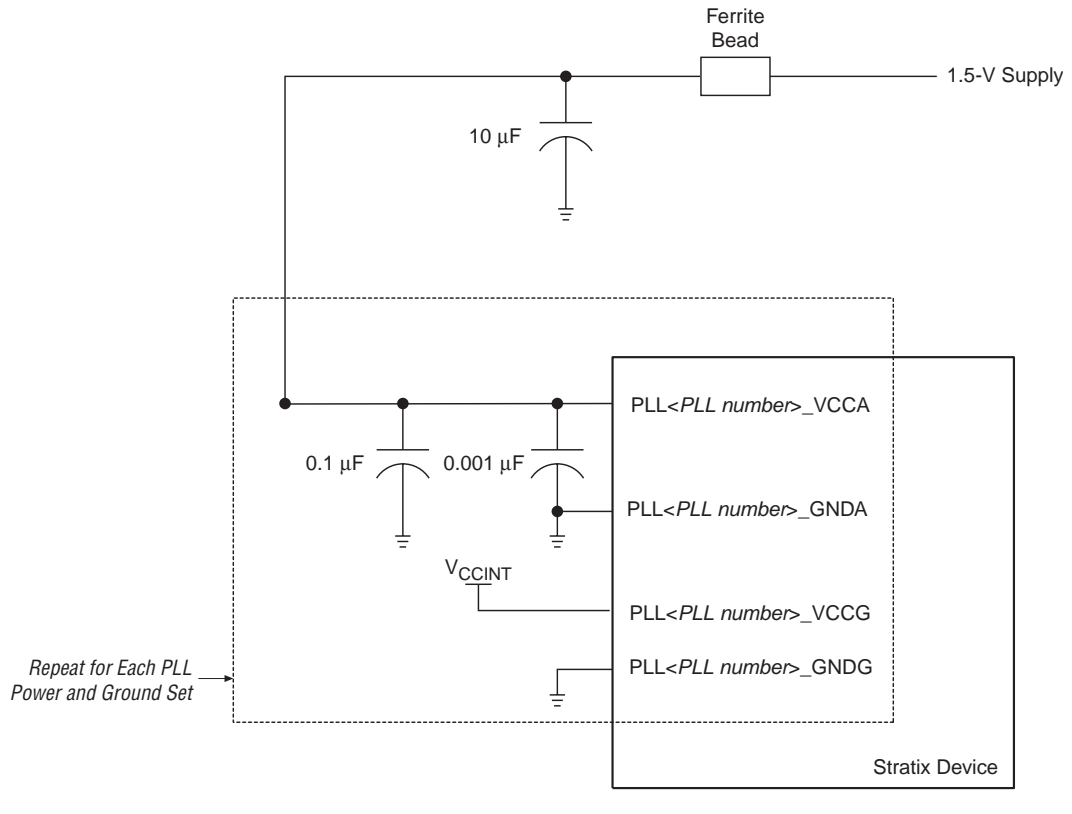 Ferrite
Bead
1.5-V Supply
10 μF
PLL<PLL number>_VCCA
0.1 μF
0.001 μF
PLL<PLL number>_GNDA
VCCINT
PLL<PLL number>_VCCG
Repeat for Each PLL
Power and Ground Set
PLL<PLL number>_GNDG
Stratix Device